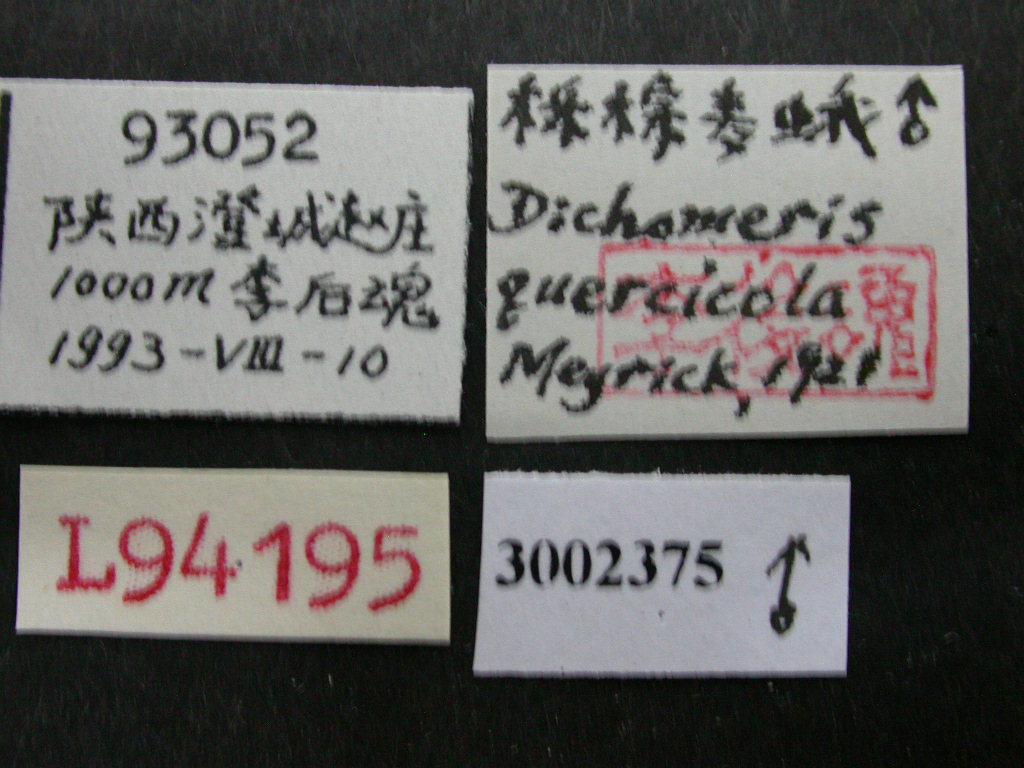 93052
陕西澄城赵庄
1000m 李后魂
1993-VIII-10
栎棕麦蛾 ♂
Dichomeris
quercicola
Meyrick, 1921
L94195
3002375 ♂